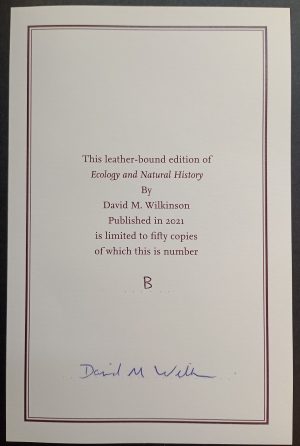 This leather-bound edition of
Ecology and Natural History
By
David M. Wilkinson
Published in 2021
is limited to fifty copies
of which this is number
B
David M Wilk